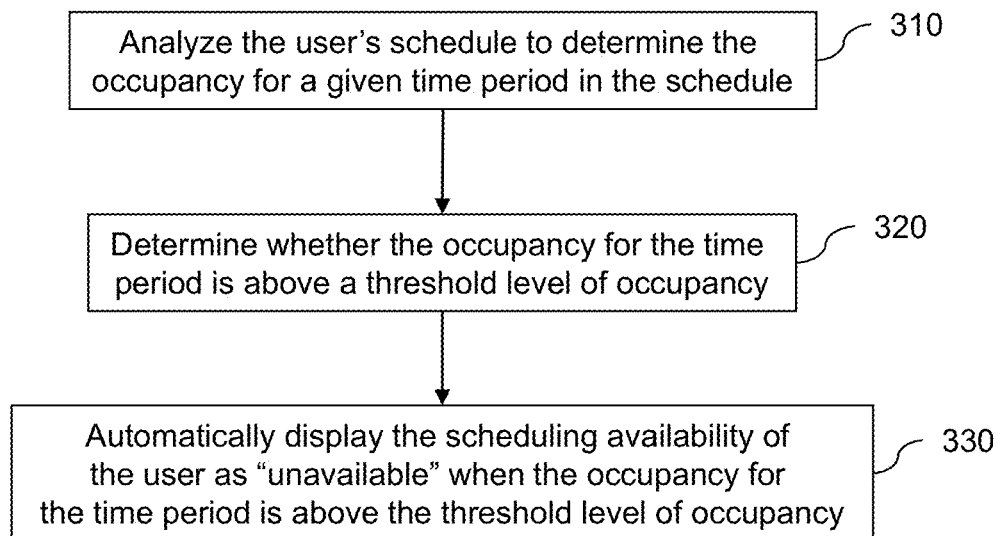 Analyze the user's schedule to determine the
occupancy for a given time period in the schedule
310
Determine whether the occupancy for the time
period is above a threshold level of occupancy
320
Automatically display the scheduling availability of
the user as “unavailable” when the occupancy for
the time period is above the threshold level of occupancy
330